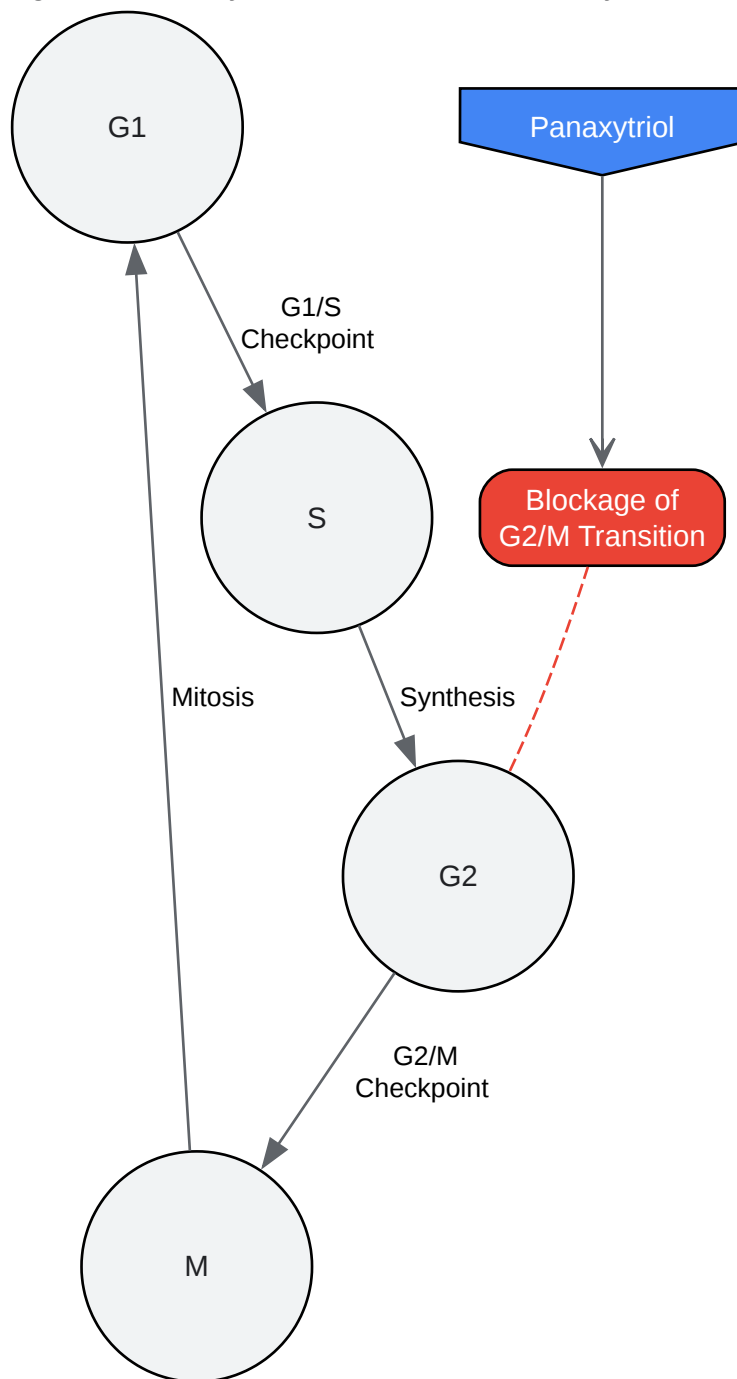 G1
Panaxytriol
G1/S
Checkpoint
S
Blockage of
G2/M Transition
Mitosis
Synthesis
G2
G2/M
Checkpoint
M